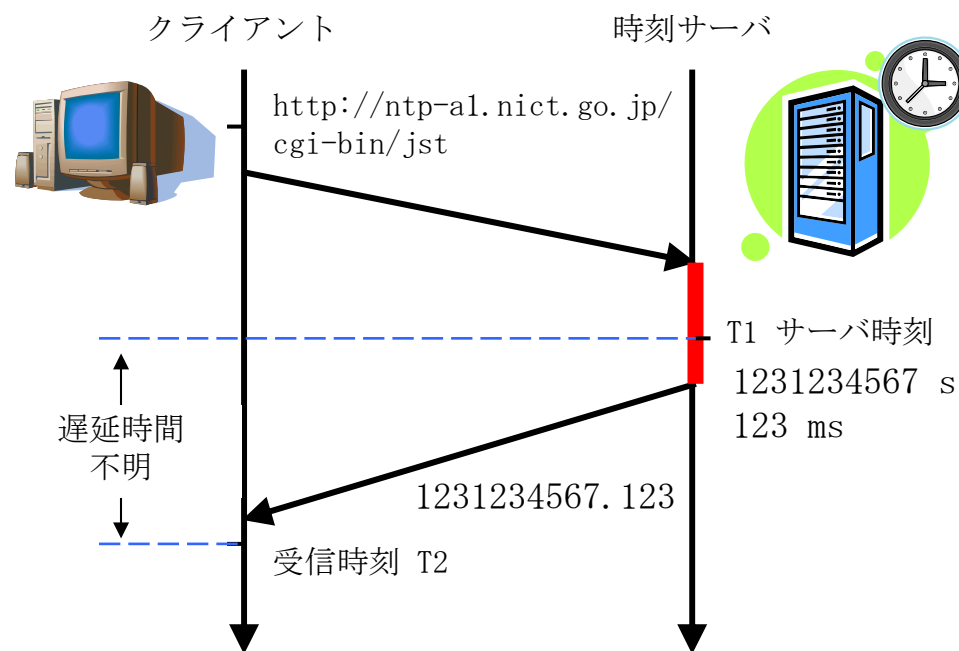 クライアント
時刻サーバ
http://ntp-a1.nict.go.jp/
cgi-bin/jst
T1 サーバ時刻
1231234567 s
123 ms
遅延時間
不明
1231234567.123
受信時刻 T2